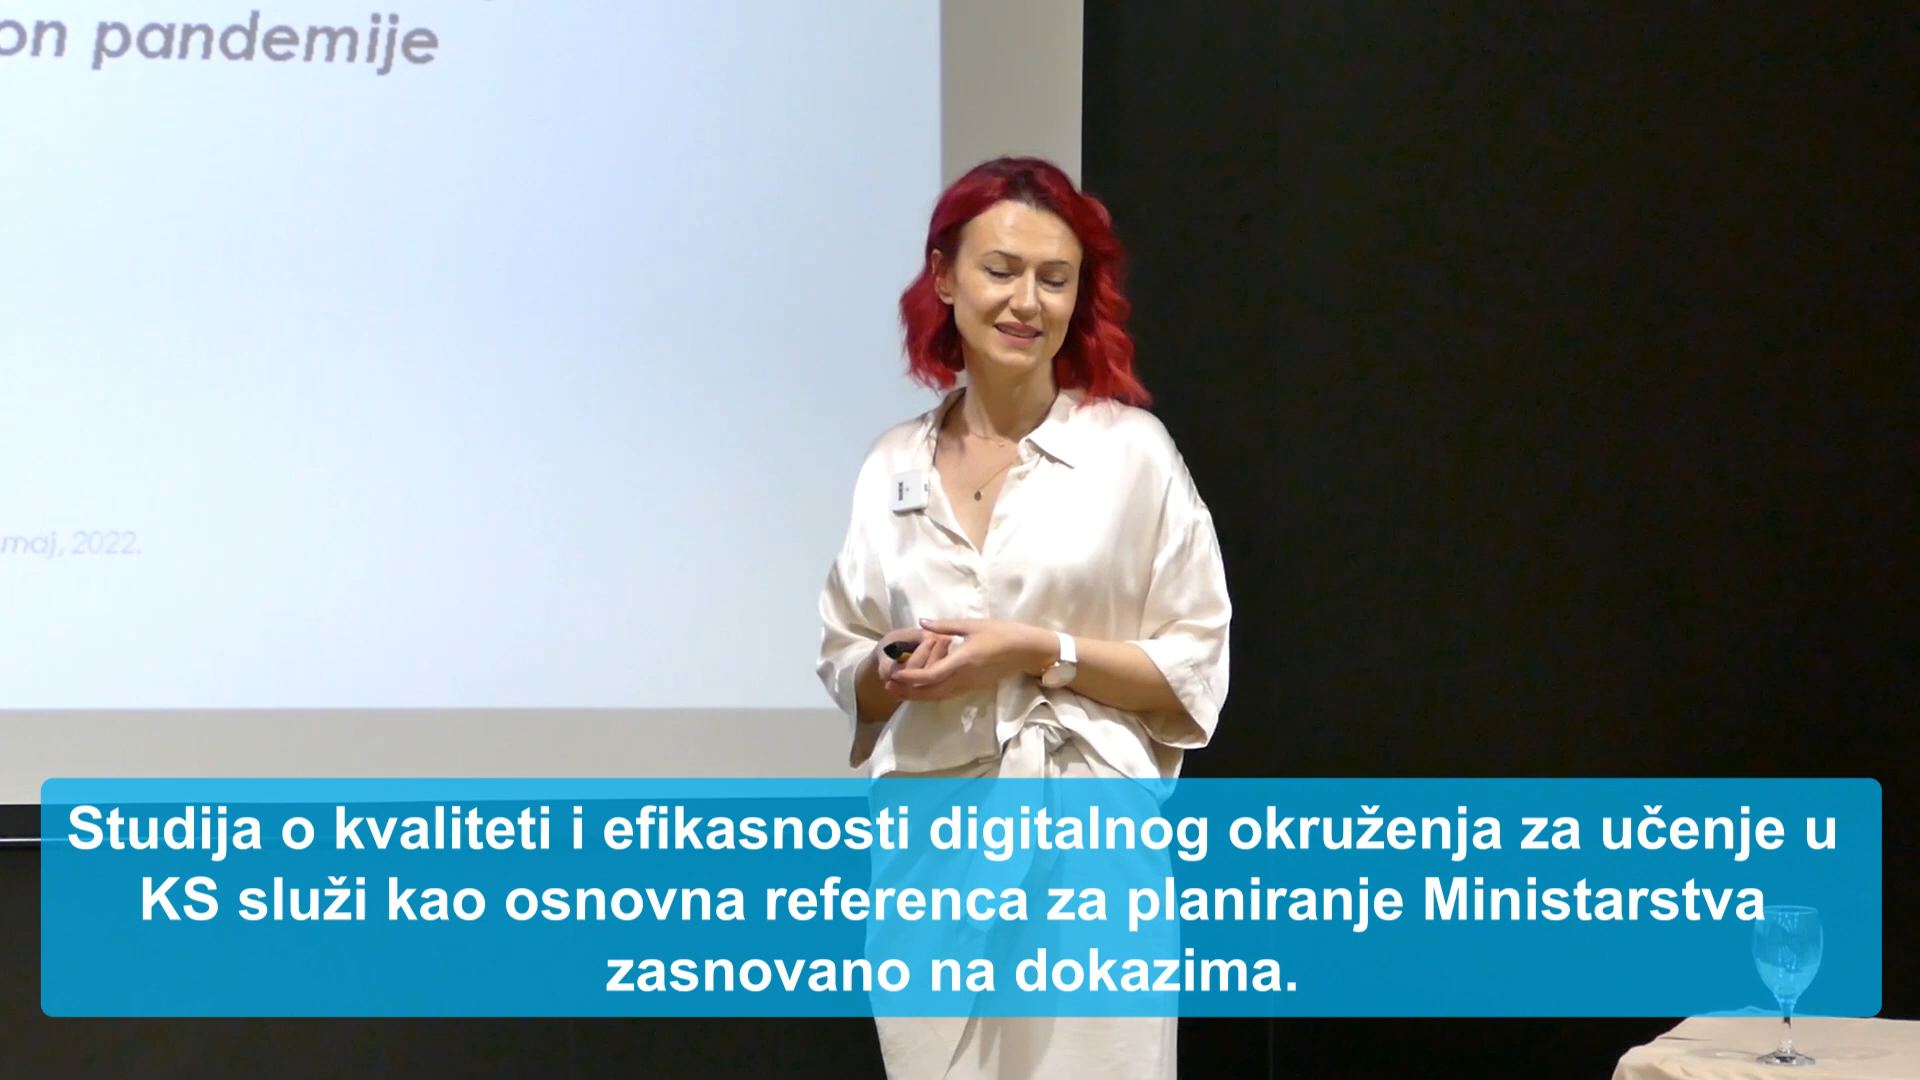 pandemije
maj, 2022.
Studija o kvaliteti i efikasnosti digitalnog okruženja za učenje u
KS služi kao osnovna referenca za planiranje Ministarstva
zasnovano na dokazima.